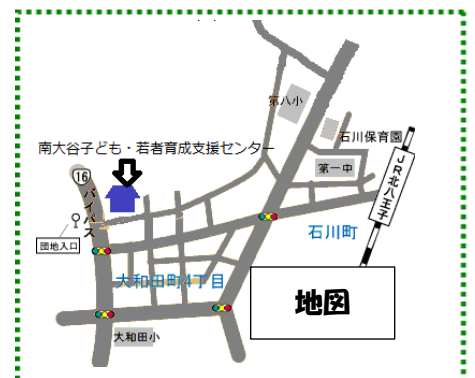 第八小
石川保育園
南大谷子ども・若者育成支援センター
第一中
JR北八王子
16
バイパス
団地入口
石川町
大和田町4丁目
地図
大和田小